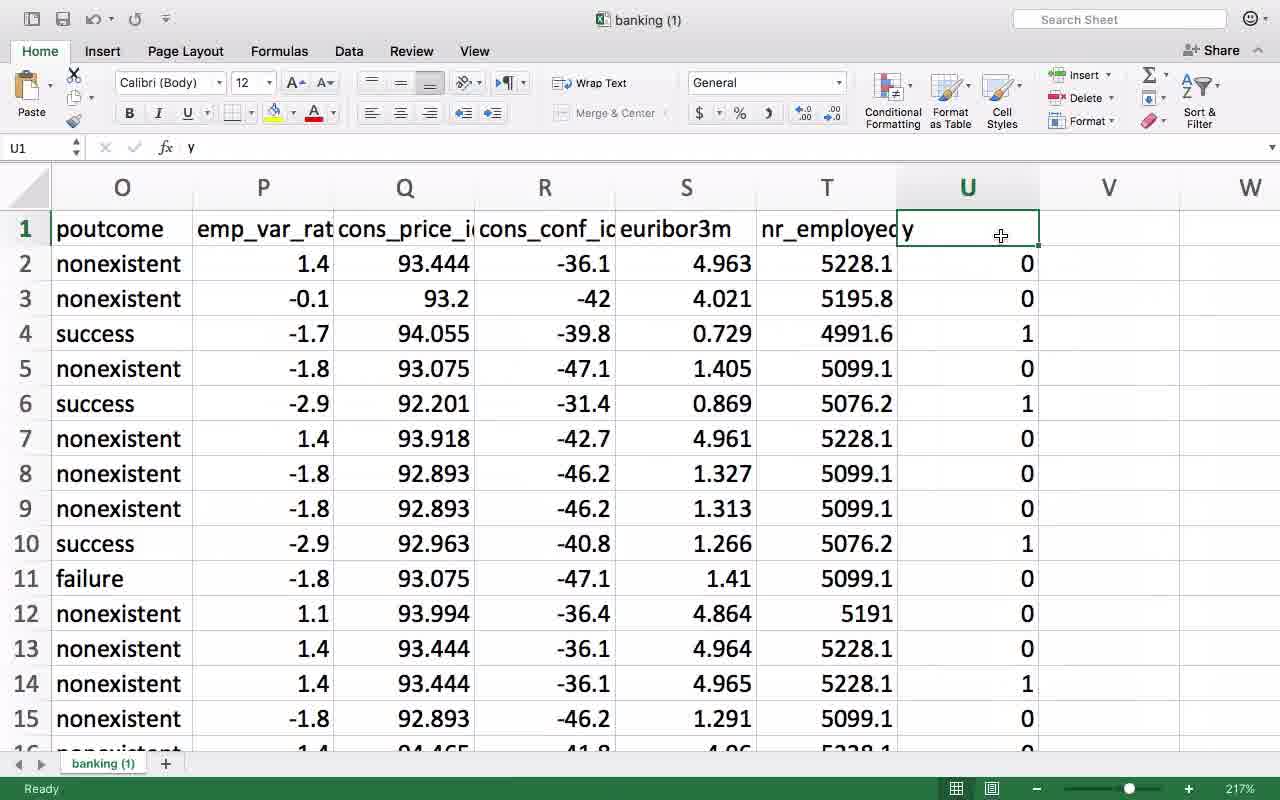 banking (1)
Search Sheet
Home Insert Page Layout Formulas Data Review View
Share
Paste
Calibri (Body) 12
B I U
Wrap Text
Merge & Center
General
$ %
Conditional Formatting
Format as Table
Cell Styles
Insert
Delete
Format
Sort & Filter
U1 fx y
O P Q R S T U V W
1 poutcome emp_var_rat cons_price_i cons_conf_i euribor3m nr_employed y
2 nonexistent 1.4 93.444 -36.1 4.963 5228.1 0
3 nonexistent -0.1 93.2 -42 4.021 5195.8 0
4 success -1.7 94.055 -39.8 0.729 4991.6 1
5 nonexistent -1.8 93.075 -47.1 1.405 5099.1 0
6 success -2.9 92.201 -31.4 0.869 5076.2 1
7 nonexistent 1.4 93.918 -42.7 4.961 5228.1 0
8 nonexistent -1.8 92.893 -46.2 1.327 5099.1 0
9 nonexistent -1.8 92.893 -46.2 1.313 5099.1 0
10 success -2.9 92.963 -40.8 1.266 5076.2 1
11 failure -1.8 93.075 -47.1 1.41 5099.1 0
12 nonexistent 1.1 93.994 -36.4 4.864 5191 0
13 nonexistent 1.4 93.444 -36.1 4.964 5228.1 0
14 nonexistent 1.4 93.444 -36.1 4.965 5228.1 1
15 nonexistent -1.8 92.893 -46.2 1.291 5099.1 0
banking (1)
Ready 217%